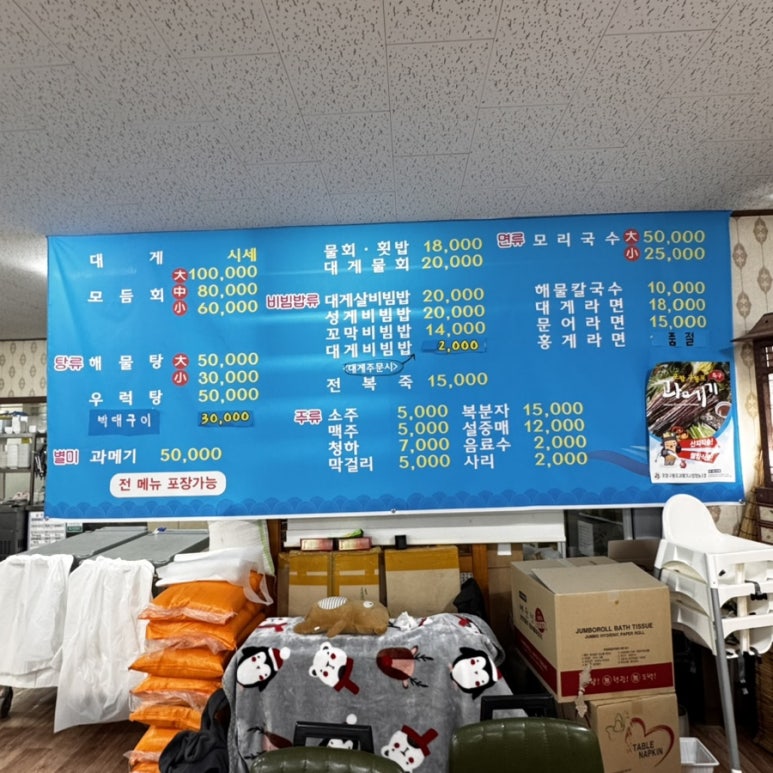 대 게 시세
모듬회 大 100,000
中 80,000
小 60,000
탕류 해물탕 大 50,000
小 30,000
우럭탕 50,000
박대구이 30,000
별미 과메기 50,000
전 메뉴 포장가능
물회·횟밥 18,000
대게물회 20,000
비빔밥류 대게살비빔밥 20,000
성게비빔밥 20,000
꼬막비빔밥 14,000
대게비빔밥 2,000
<대게주문시>
전복죽 15,000
주류 소주 5,000 복분자 15,000
맥주 5,000 설중매 12,000
청하 7,000 음료수 2,000
막걸리 5,000 사리 2,000
면류 모리국수 大 50,000
小 25,000
해물칼국수 10,000
대게라면 18,000
문어라면 15,000
홍게라면 품절
과메기
JUMBOROLL BATH TISSUE
JUMBO HYGIENIC PAPER ROLL
TABLE
NAPKIN